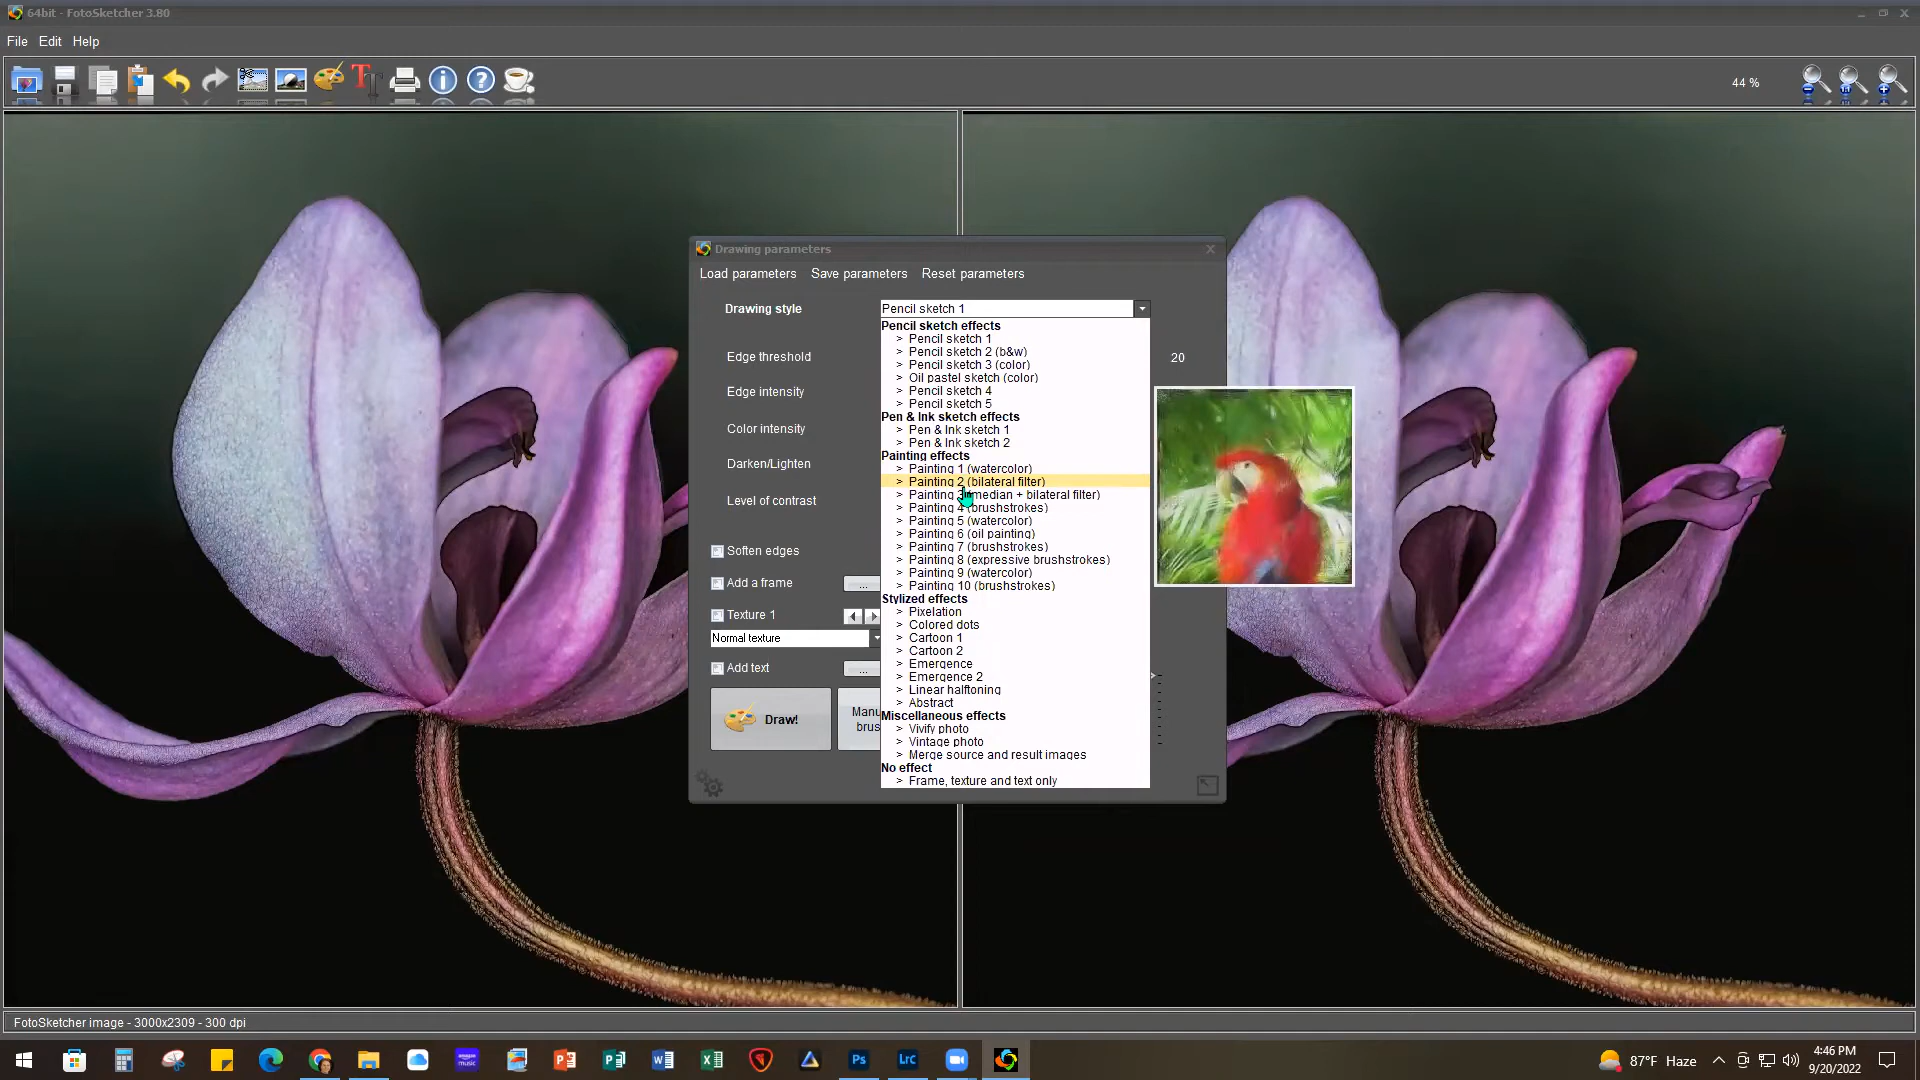 64bit - FotoSketcher 3.80
File Edit Help
44 %
Drawing parameters
Load parameters Save parameters Reset parameters
Drawing style Pencil sketch 1
Pencil sketch effects
> Pencil sketch 1
> Pencil sketch 2 (b&w)
> Pencil sketch 3 (color)
> Oil pastel sketch (color)
> Pencil sketch 4
> Pencil sketch 5
Pen & Ink sketch effects
> Pen & Ink sketch 1
> Pen & Ink sketch 2
Painting effects
> Painting 1 (watercolor)
> Painting 2 (bilateral filter)
> Painting 3 (median + bilateral filter)
> Painting 4 (brushstrokes)
> Painting 5 (watercolor)
> Painting 6 (oil painting)
> Painting 7 (brushstrokes)
> Painting 8 (expressive brushstrokes)
> Painting 9 (watercolor)
> Painting 10 (brushstrokes)
Stylized effects
> Pixelation
> Colored dots
> Cartoon 1
> Cartoon 2
> Emergence
> Emergence 2
> Linear halftoning
> Abstract
Miscellaneous effects
> Vivify photo
> Vintage photo
> Merge source and result images
No effect
> Frame, texture and text only
Edge threshold 20
Edge intensity
Color intensity
Darken/Lighten
Level of contrast
Soften edges
Add a frame ...
Texture 1
Normal texture
Add text ...
Draw!
Manu
brus
FotoSketcher image - 3000x2309 - 300 dpi
amazon
music
Ps
Lrc
87°F Haze
4:46 PM
9/20/2022